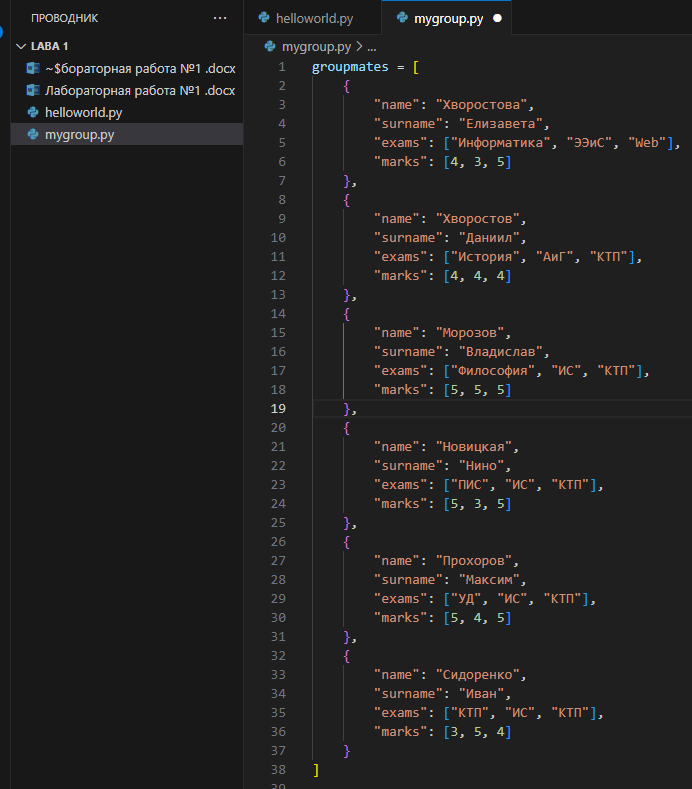 ПРОВОДНИК ...
LABA 1
~$бораторная работа №1 .docx
Лабораторная работа №1 .docx
helloworld.py
mygroup.py
helloworld.py
mygroup.py
mygroup.py > ...
1 groupmates = [
2 {
3 "name": "Хворостова",
4 "surname": "Елизавета",
5 "exams": ["Информатика", "ЭЭиС", "Web"],
6 "marks": [4, 3, 5]
7 },
8 {
9 "name": "Хворостов",
10 "surname": "Даниил",
11 "exams": ["История", "АиГ", "КТП"],
12 "marks": [4, 4, 4]
13 },
14 {
15 "name": "Морозов",
16 "surname": "Владислав",
17 "exams": ["Философия", "ИС", "КТП"],
18 "marks": [5, 5, 5]
19 },
20 {
21 "name": "Новицкая",
22 "surname": "Нино",
23 "exams": ["ПИС", "ИС", "КТП"],
24 "marks": [5, 3, 5]
25 },
26 {
27 "name": "Прохоров",
28 "surname": "Максим",
29 "exams": ["УД", "ИС", "КТП"],
30 "marks": [5, 4, 5]
31 },
32 {
33 "name": "Сидоренко",
34 "surname": "Иван",
35 "exams": ["КТП", "ИС", "КТП"],
36 "marks": [3, 5, 4]
37 }
38 ]
39